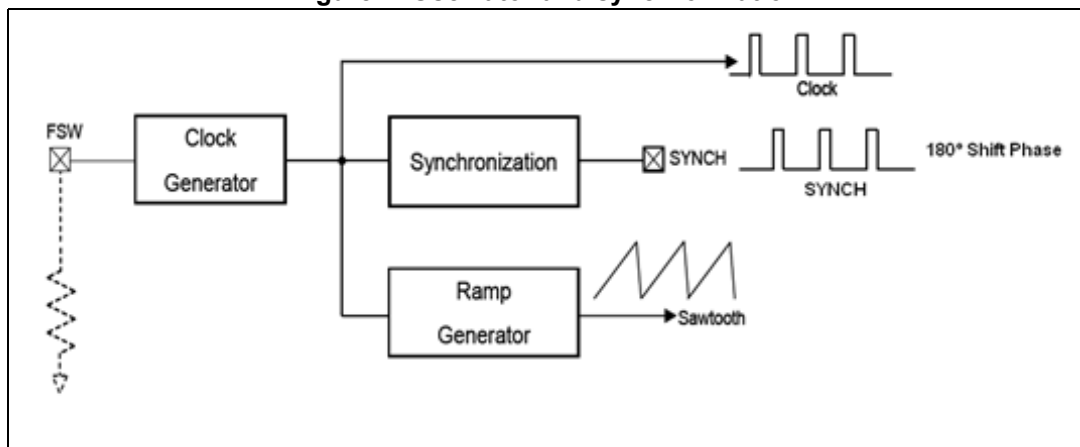 Clock
FSW
Clock
Generator
Synchronization
SYNCH
180° Shift Phase
SYNCH
Ramp
Generator
Sawtooth